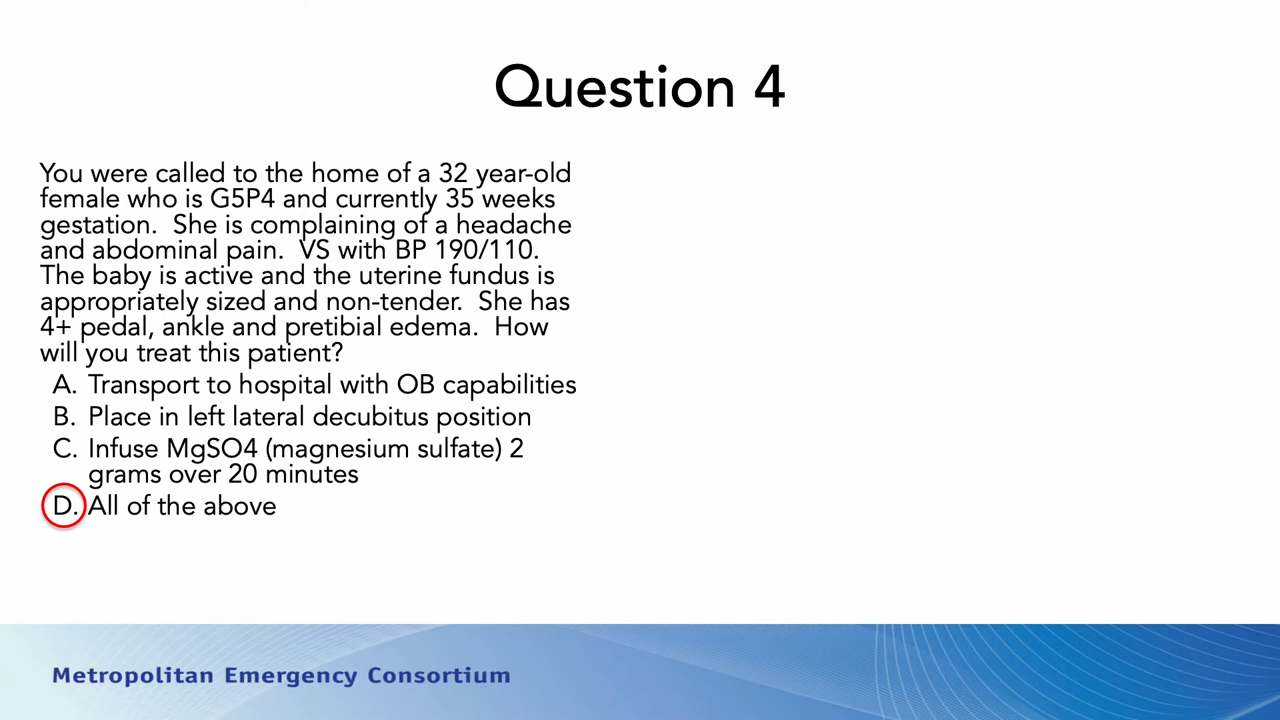 Question 4
You were called to the home of a 32 year-old
female who is G5P4 and currently 35 weeks
gestation.  She is complaining of a headache
and abdominal pain.  VS with BP 190/110.
The baby is active and the uterine fundus is
appropriately sized and non-tender.  She has
4+ pedal, ankle and pretibial edema.  How
will you treat this patient?
A. Transport to hospital with OB capabilities
B. Place in left lateral decubitus position
C. Infuse MgSO4 (magnesium sulfate) 2
grams over 20 minutes
D. All of the above
Metropolitan Emergency Consortium